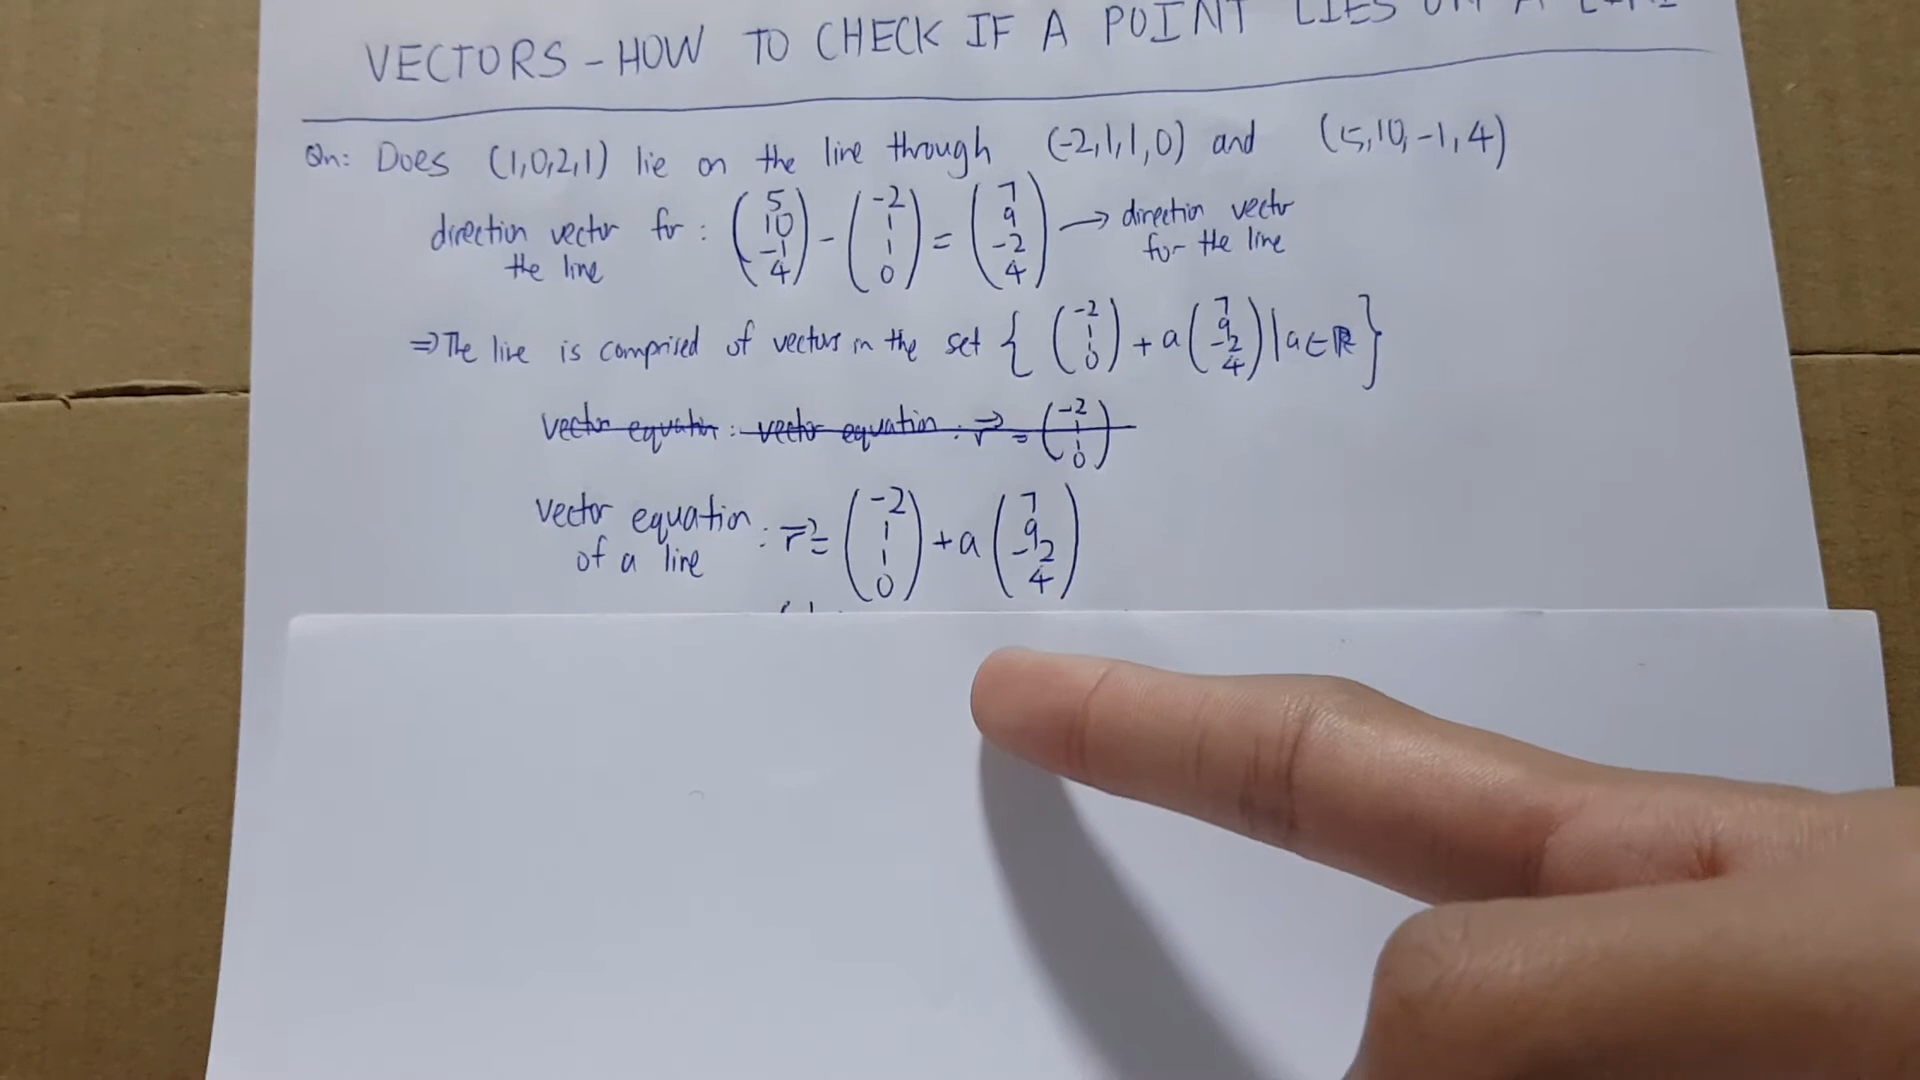 VECTORS - HOW TO CHECK IF A POINT LIES ON A
Qn: Does (1,0,2,1) lie on the line through (-2,1,1,0) and (5,10,-1,4)
direction vector for the line : (5 10 -1 4) - (-2 1 1 0) = (7 9 -2 4) → direction vector for the line
⇒ The line is comprised of vectors in the set { (-2 1 1 0) + a (7 9 -2 4) | a ∈ ℝ }
vector equation : vector equation : r⃗ = (-2 1 1 0)
vector equation of a line : r⃗ = (-2 1 1 0) + a (7 9 -2 4)